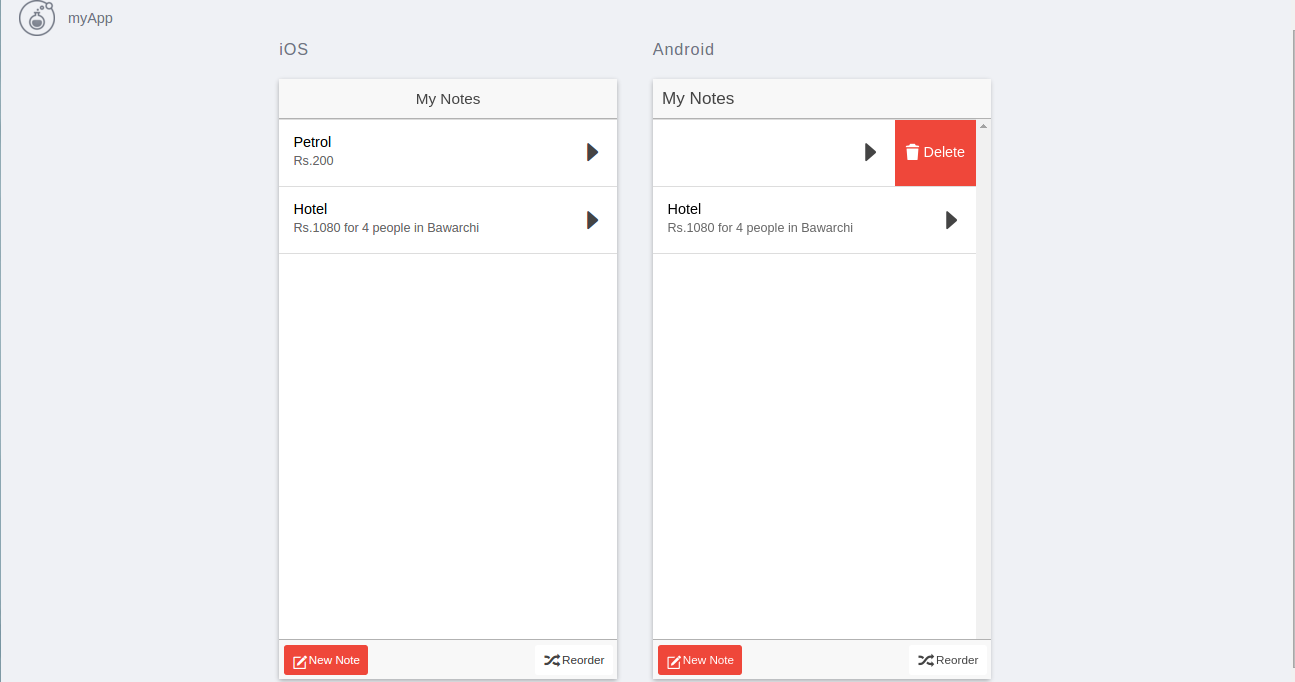 myApp
iOS
My Notes
Petrol
Rs.200
Hotel
Rs.1080 for 4 people in Bawarchi
New Note
Reorder
Android
My Notes
Delete
Hotel
Rs.1080 for 4 people in Bawarchi
New Note
Reorder